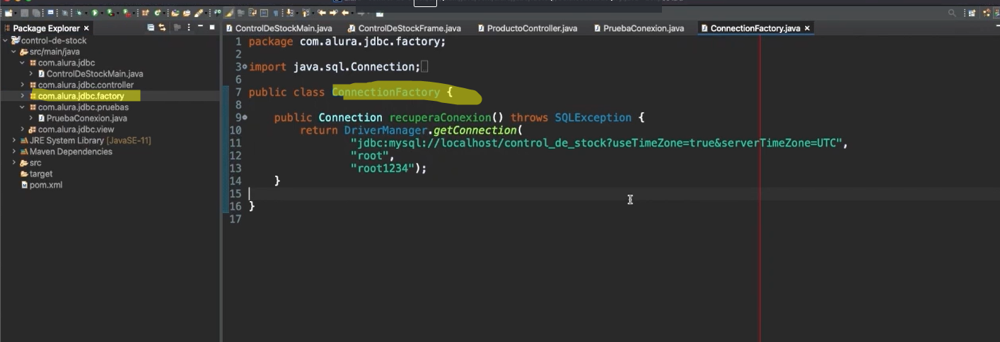 Package Explorer
control-de-stock
src/main/java
com.alura.jdbc
ControlDeStockMain.java
com.alura.jdbc.controller
com.alura.jdbc.factory
com.alura.jdbc.pruebas
PruebaConexion.java
com.alura.jdbc.view
JRE System Library [JavaSE-11]
Maven Dependencies
src
target
pom.xml
ControlDeStockMain.java
ControlDeStockFrame.java
ProductoController.java
PruebaConexion.java
ConnectionFactory.java
1 package com.alura.jdbc.factory;
2
3 import java.sql.Connection;
6
7 public class ConnectionFactory {
8
9 public Connection recuperaConexion() throws SQLException {
10 return DriverManager.getConnection(
11 "jdbc:mysql://localhost/control_de_stock?useTimeZone=true&serverTimeZone=UTC",
12 "root",
13 "root1234");
14 }
15
16 }
17